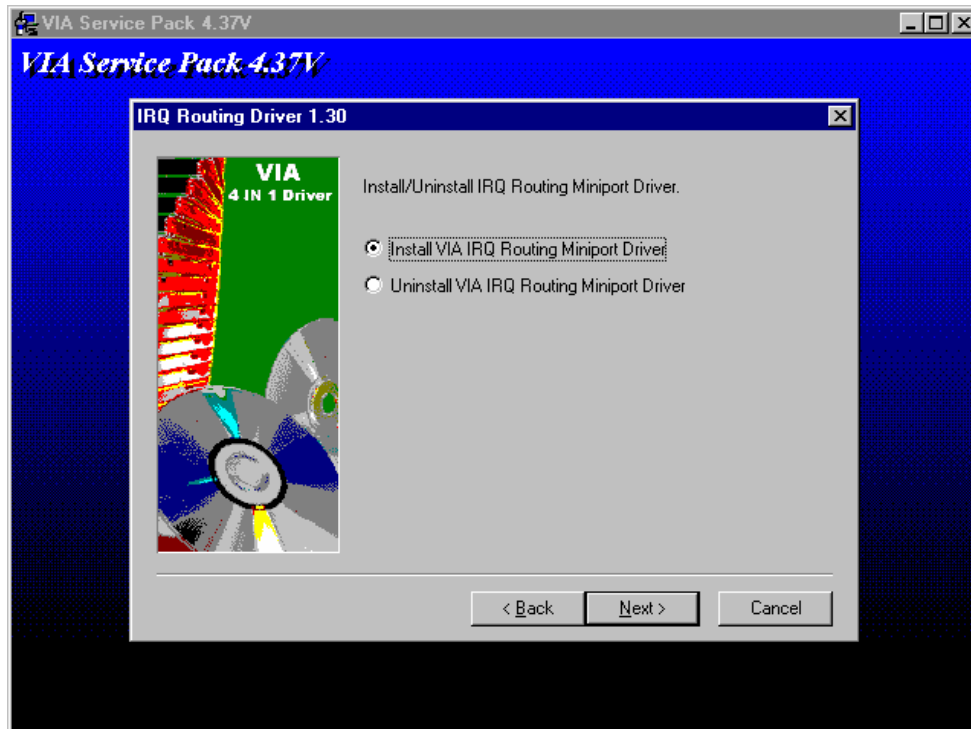 VIA Service Pack 4.37V
VIA Service Pack 4.37V
IRQ Routing Driver 1.30
VIA
4 IN 1 Driver
Install/Uninstall IRQ Routing Miniport Driver.
Install VIA IRQ Routing Miniport Driver
Uninstall VIA IRQ Routing Miniport Driver
< Back
Next >
Cancel